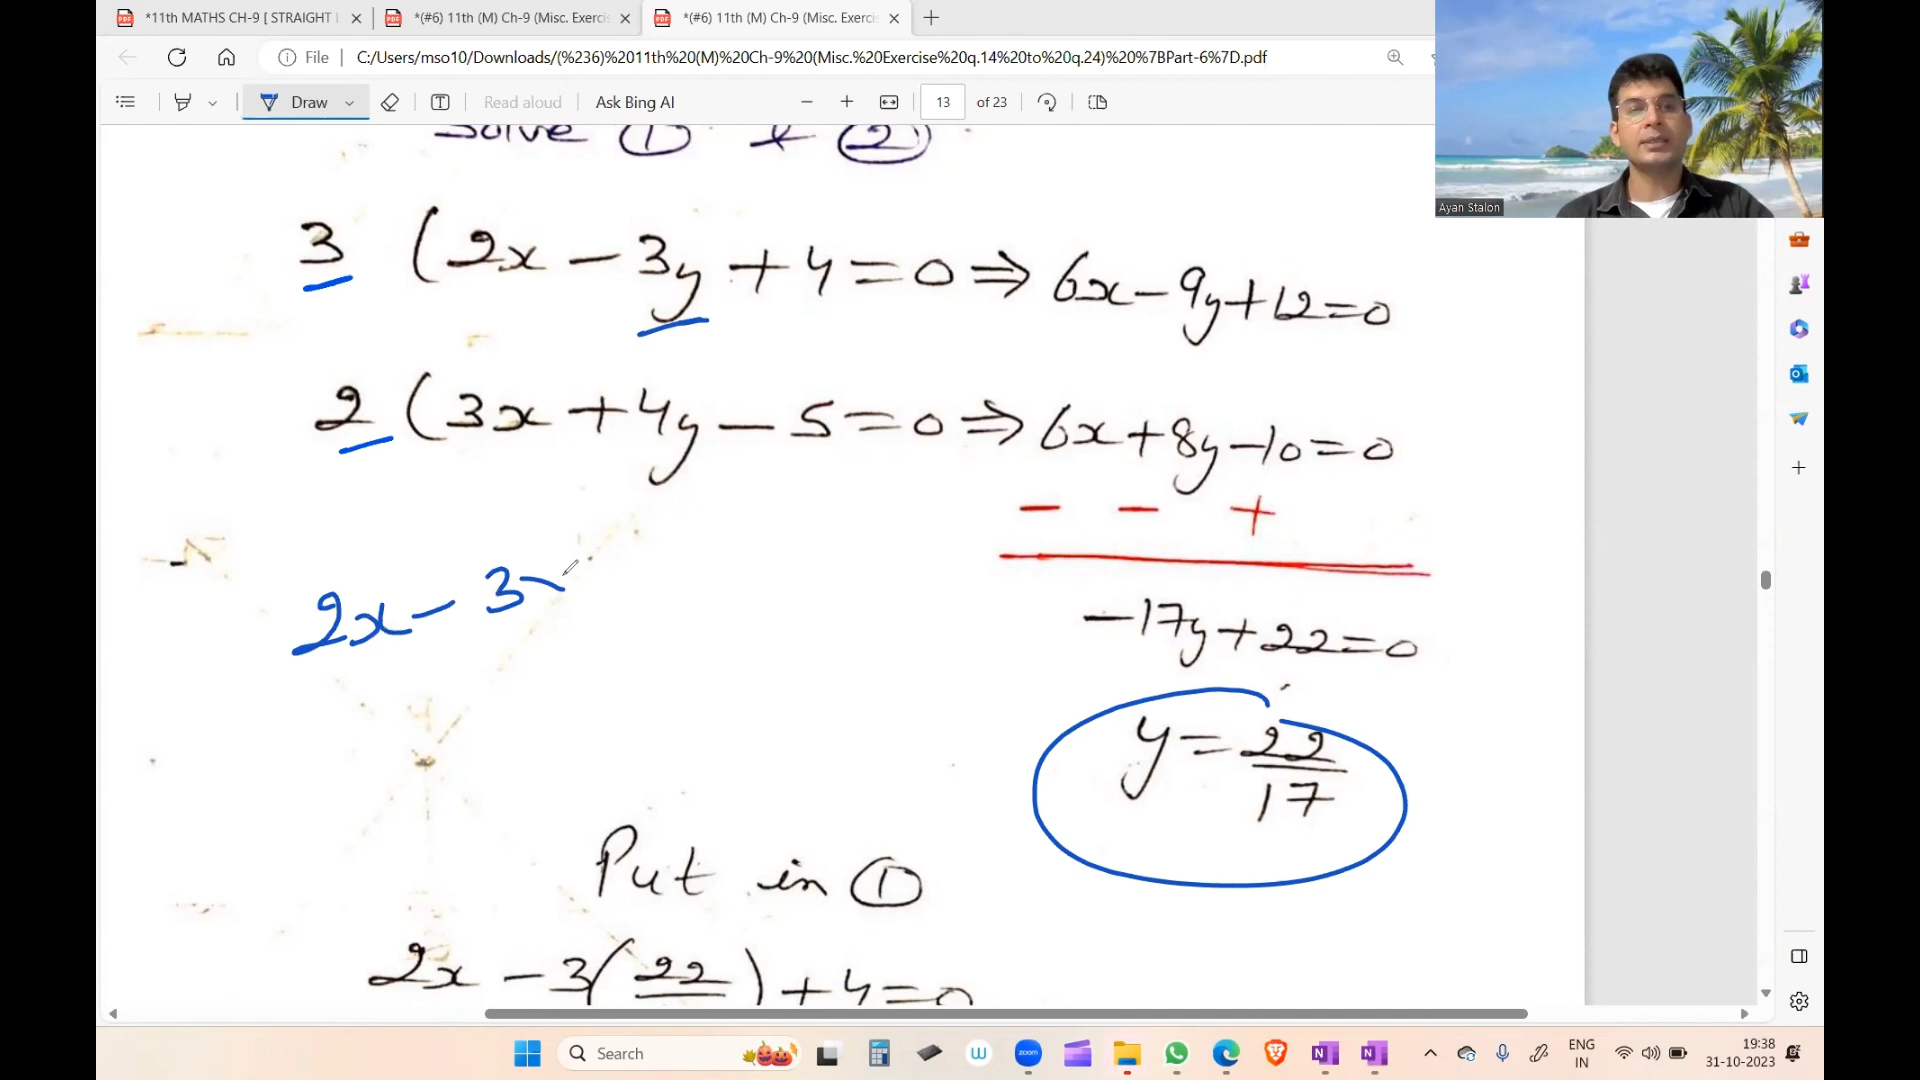 *11th MATHS CH-9 [ STRAIGHT L
*(#6) 11th (M) Ch-9 (Misc. Exercis
*(#6) 11th (M) Ch-9 (Misc. Exercis
File
C:/Users/mso10/Downloads/(%236)%2011th%20(M)%20Ch-9%20(Misc.%20Exercise%20q.14%20to%20q.24)%20%7BPart-6%7D.pdf
Draw
Read aloud
Ask Bing AI
13 of 23
Ayan Stalon
Solve ① & ②
3 (2x - 3y + 4 = 0 ⇒ 6x - 9y + 12 = 0
2 (3x + 4y - 5 = 0 ⇒ 6x + 8y - 10 = 0
- - +
2x - 3
-17y + 22 = 0
y = 22/17
Put in ①
2x - 3(22 ) + 4 = 0
Search
W
zoom
ENG
IN
19:38
31-10-2023